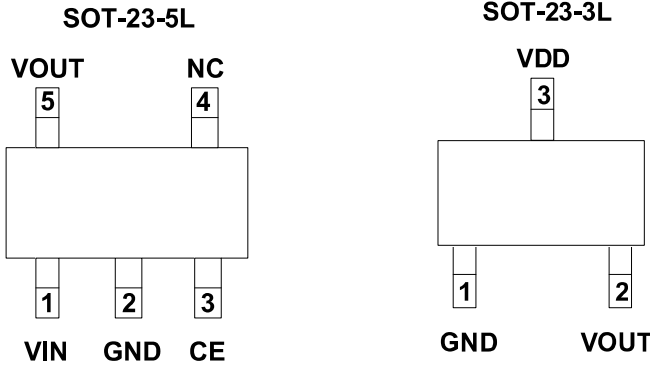 SOT-23-5L
VOUT NC
5 4
1 2 3
VIN GND CE
SOT-23-3L
VDD
3
1 2
GND VOUT